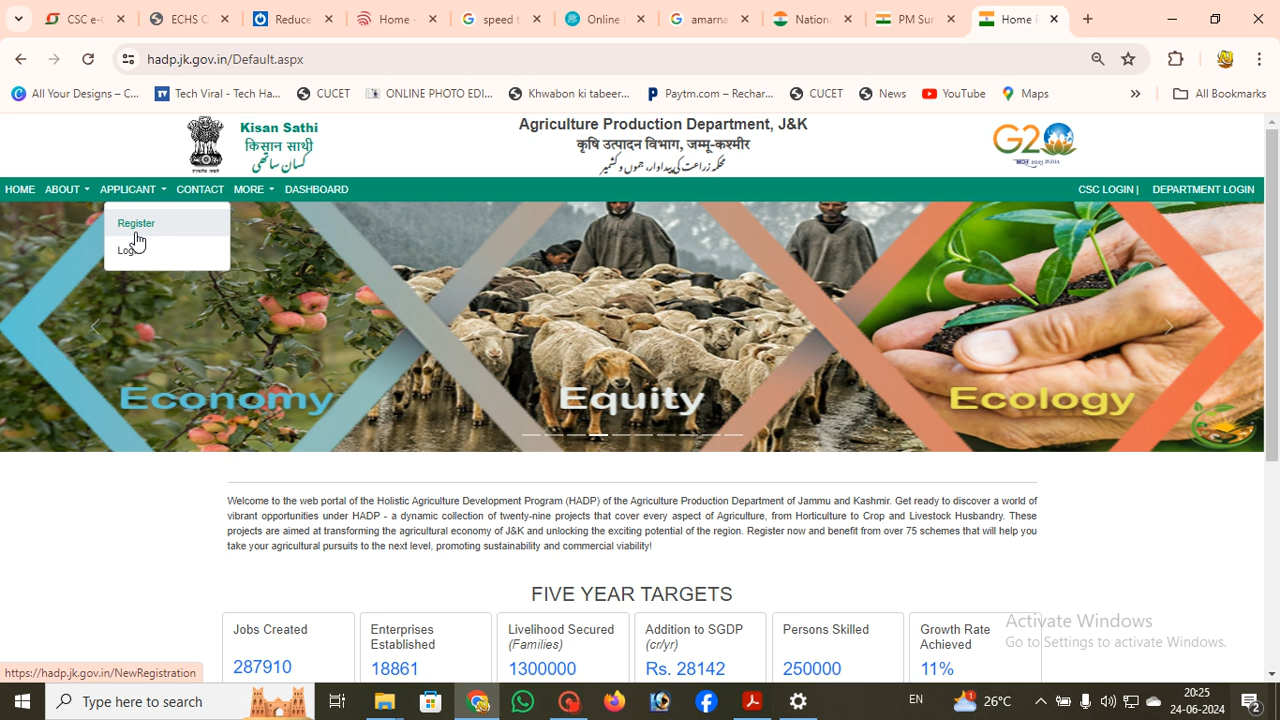 CSC e-G
ECHS O
Reduce
Home -
speed t
Online
amarna
Nation
PM Sur
Home P
hadp.jk.gov.in/Default.aspx
All Your Designs – C...
Tech Viral - Tech Ha...
CUCET
ONLINE PHOTO EDI...
Khwabon ki tabeer...
Paytm.com – Rechar...
CUCET
News
YouTube
Maps
All Bookmarks
Kisan Sathi
किसान साथी
کسان ساتھی
Agriculture Production Department, J&K
कृषि उत्पादन विभाग, जम्मू-कश्मीर
محکمہ زراعت کی پیداوار، جموں و کشمیر
G20
HOME ABOUT APPLICANT CONTACT MORE DASHBOARD
CSC LOGIN | DEPARTMENT LOGIN
Register
Economy
Equity
Ecology
Welcome to the web portal of the Holistic Agriculture Development Program (HADP) of the Agriculture Production Department of Jammu and Kashmir. Get ready to discover a world of
vibrant opportunities under HADP - a dynamic collection of twenty-nine projects that cover every aspect of Agriculture, from Horticulture to Crop and Livestock Husbandry. These
projects are aimed at transforming the agricultural economy of J&K and unlocking the exciting potential of the region. Register now and benefit from over 75 schemes that will help you
take your agricultural pursuits to the next level, promoting sustainability and commercial viability!
FIVE YEAR TARGETS
Jobs Created
287910
Enterprises
Established
18861
Livelihood Secured
(Families)
1300000
Addition to SGDP
(cr/yr)
Rs. 28142
Persons Skilled
250000
Growth Rate
Achieved
11%
Activate Windows
Go to Settings to activate Windows.
https://hadp.jk.gov.in/NewRegistration
Type here to search
EN
1
26°C
20:25
24-06-2024
2